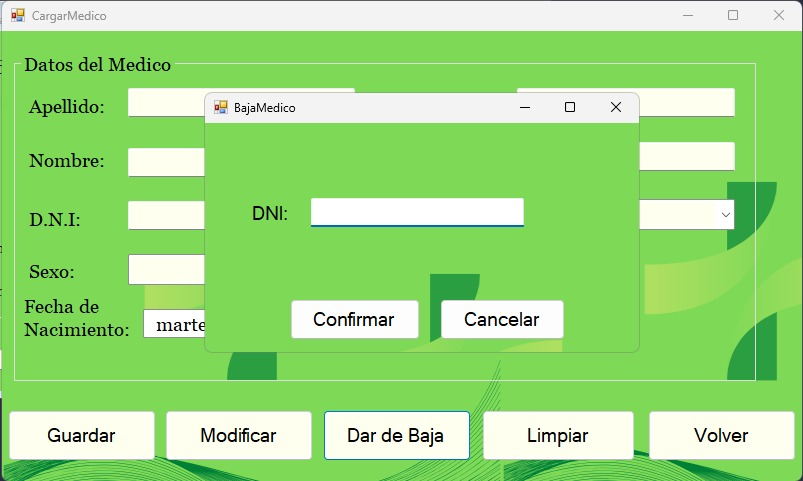 CargarMedico
Datos del Medico
Apellido:
BajaMedico
Nombre:
DNI:
D.N.I:
Sexo:
Fecha de
Nacimiento:
marte
Confirmar
Cancelar
Guardar
Modificar
Dar de Baja
Limpiar
Volver